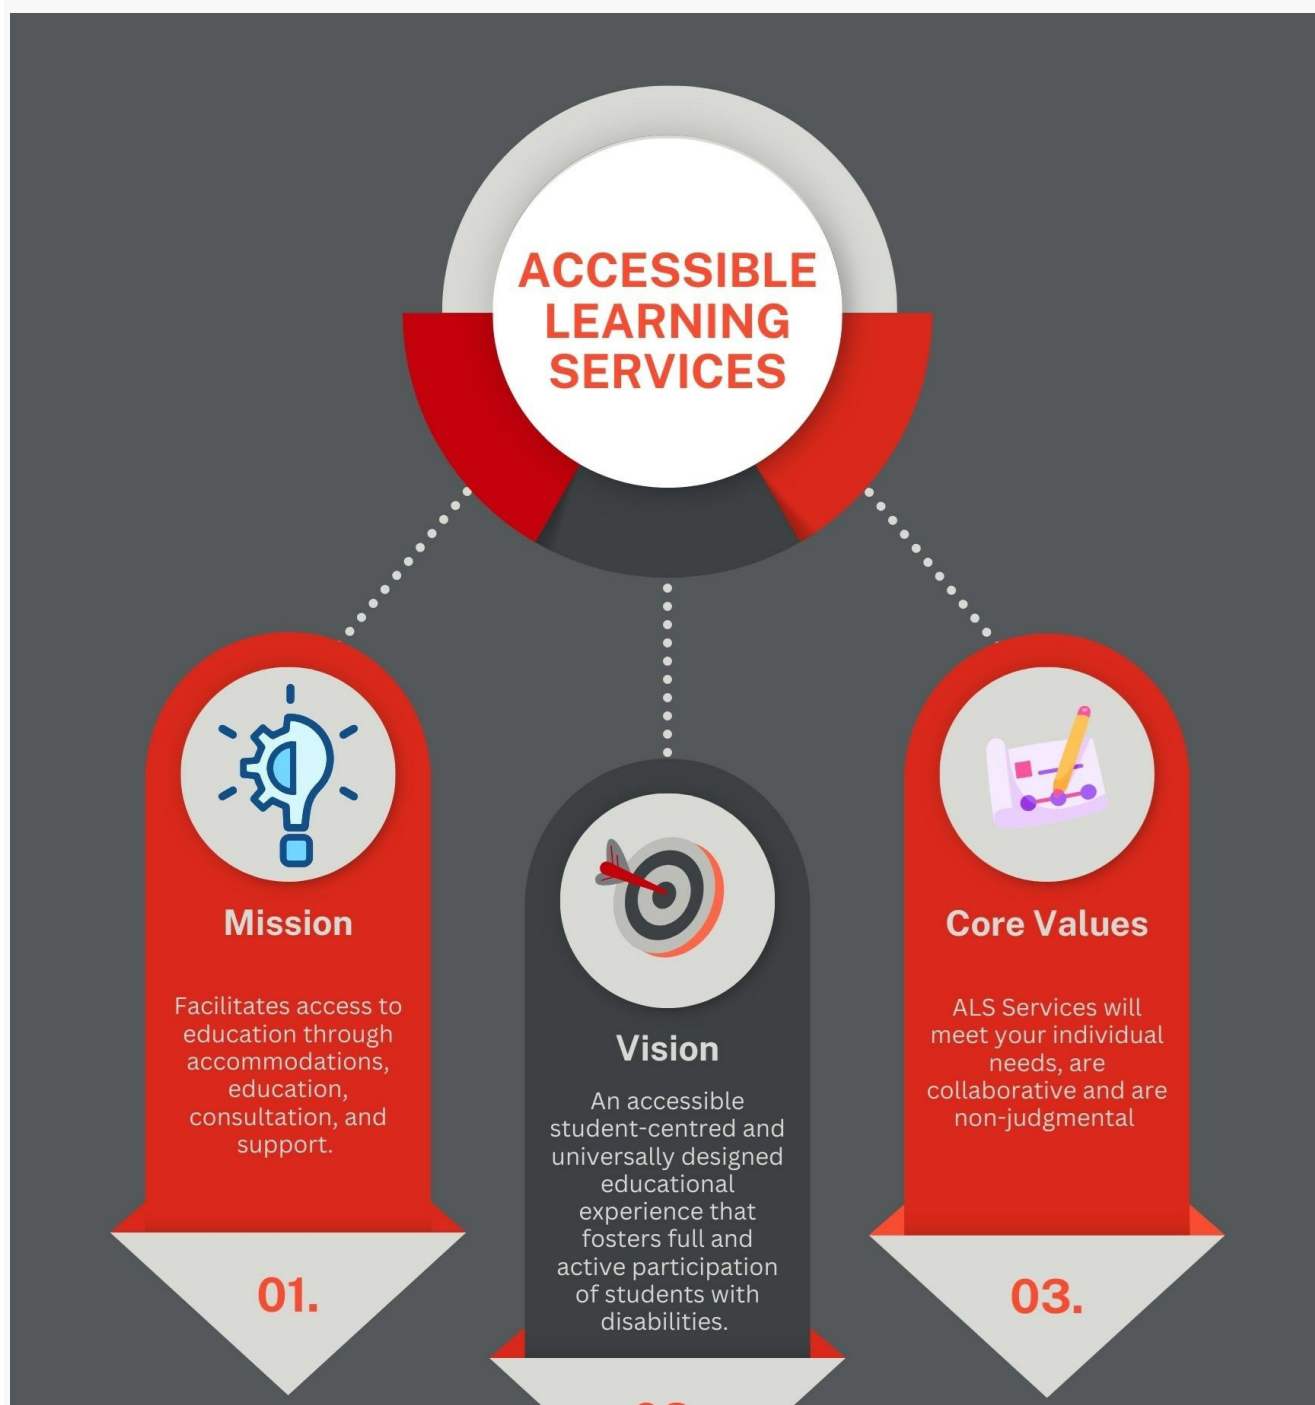 ACCESSIBLE
LEARNING
SERVICES
Mission
Facilitates access to
education through
accommodations,
education,
consultation, and
support.
01.
Vision
An accessible
student-centred and
universally designed
educational
experience that
fosters full and
active participation
of students with
disabilities.
Core Values
ALS Services will
meet your individual
needs, are
collaborative and are
non-judgmental
03.